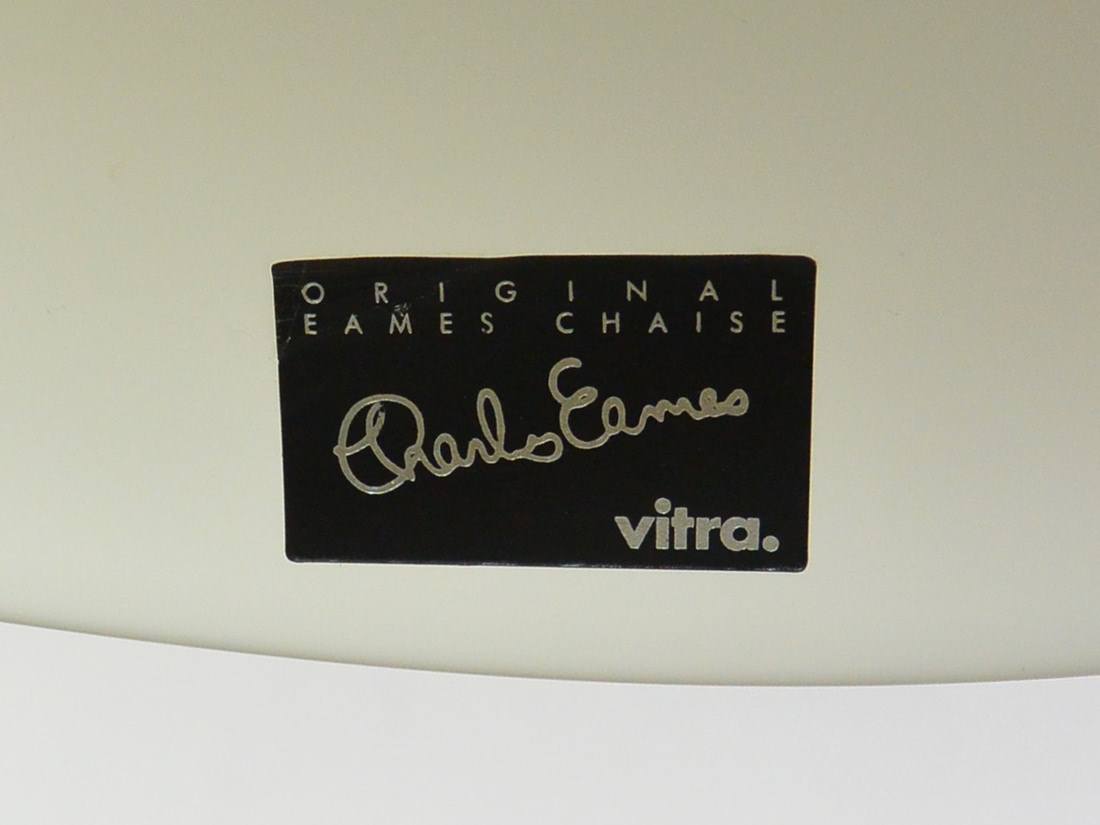 ORIGINAL
EAMES CHAISE
Charles Eames
vitra.